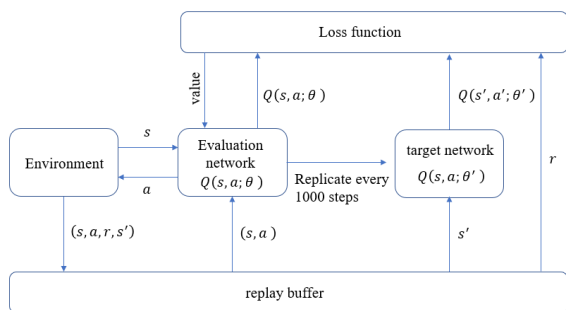 Loss function
value
Q(s, a; θ)
Q(s′, a′; θ′)
s
Environment
a
Evaluation
network
Q(s, a; θ)
Replicate every
1000 steps
target network
Q(s, a; θ′)
r
(s, a, r, s′)
(s, a)
s′
replay buffer